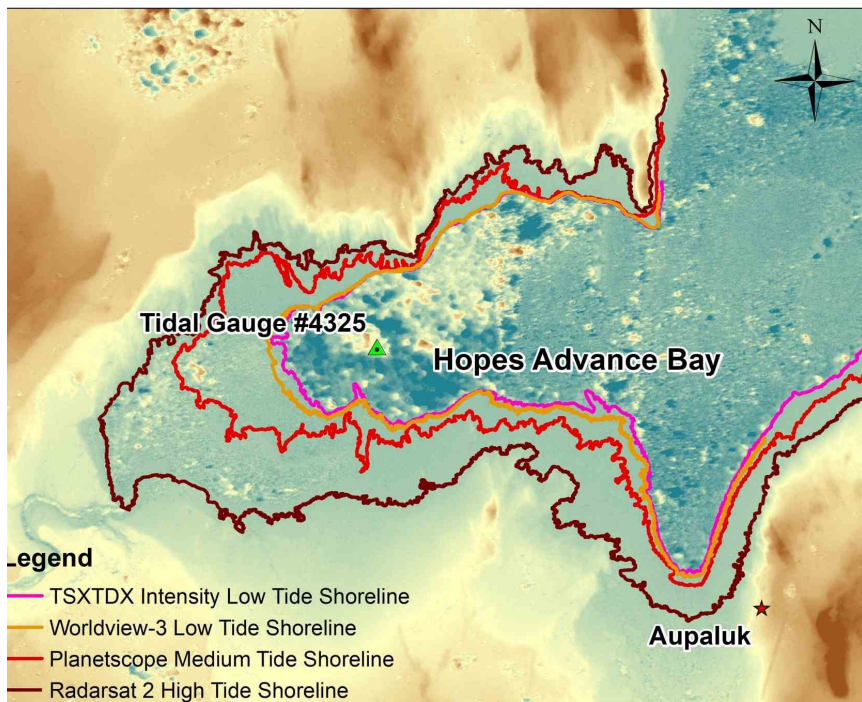 N
Tidal Gauge #4325
Hopes Advance Bay
Legend
TSXTDX Intensity Low Tide Shoreline
Worldview-3 Low Tide Shoreline
Aupaluk
Planetscope Medium Tide Shoreline
Radarsat 2 High Tide Shoreline